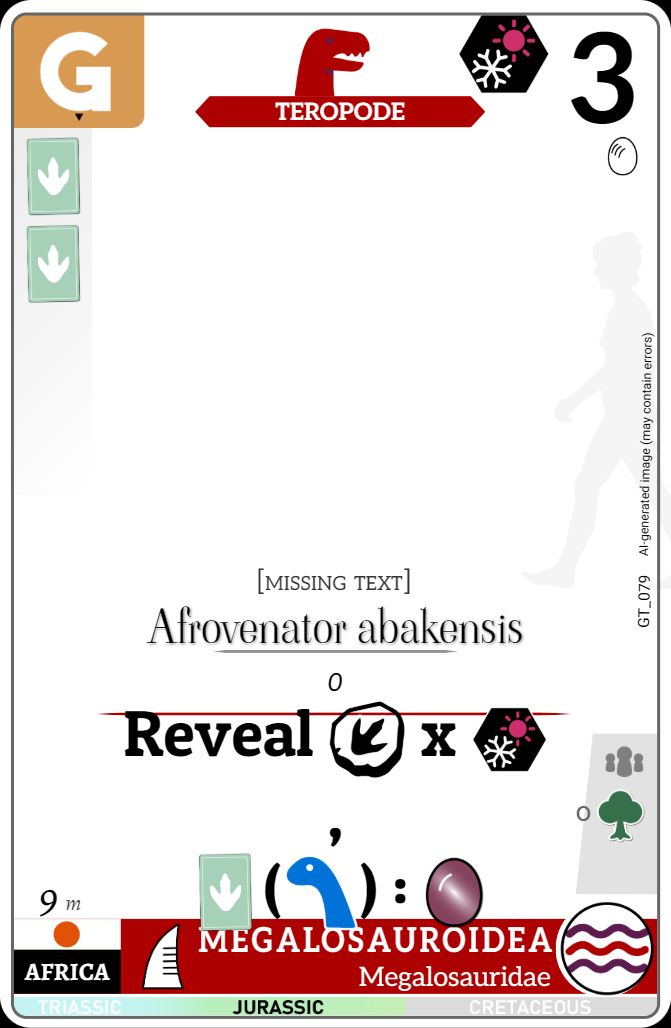 G
TEROPODE
3
AI-generated image (may contain errors)
GT_079
[MISSING TEXT]
Afrovenator abakensis
0
Reveal x
,
( ) :
0
9 m
AFRICA
MEGALOSAUROIDEA
Megalosauridae
TRIASSIC JURASSIC CRETACEOUS